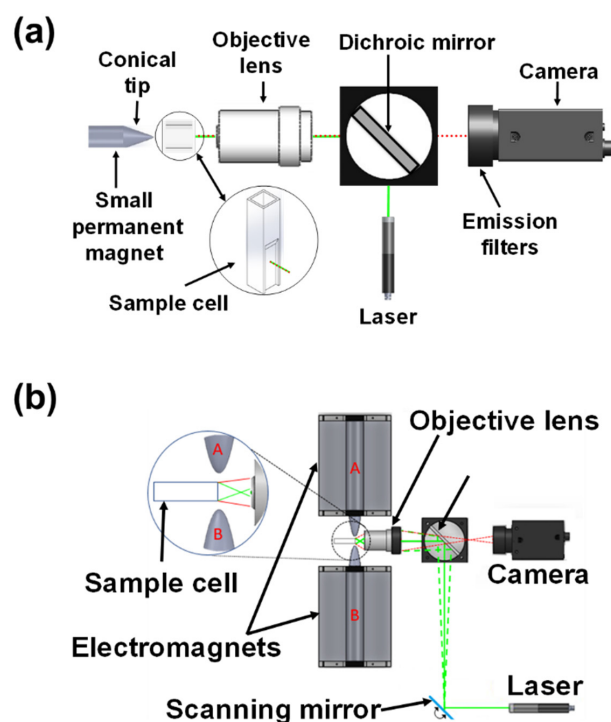 (a)
Conical
tip
Objective
lens
Dichroic mirror
Camera
Small
permanent
magnet
Sample cell
Laser
Emission
filters
(b)
A
B
Sample cell
Electromagnets
A
B
Objective lens
Camera
Scanning mirror
Laser